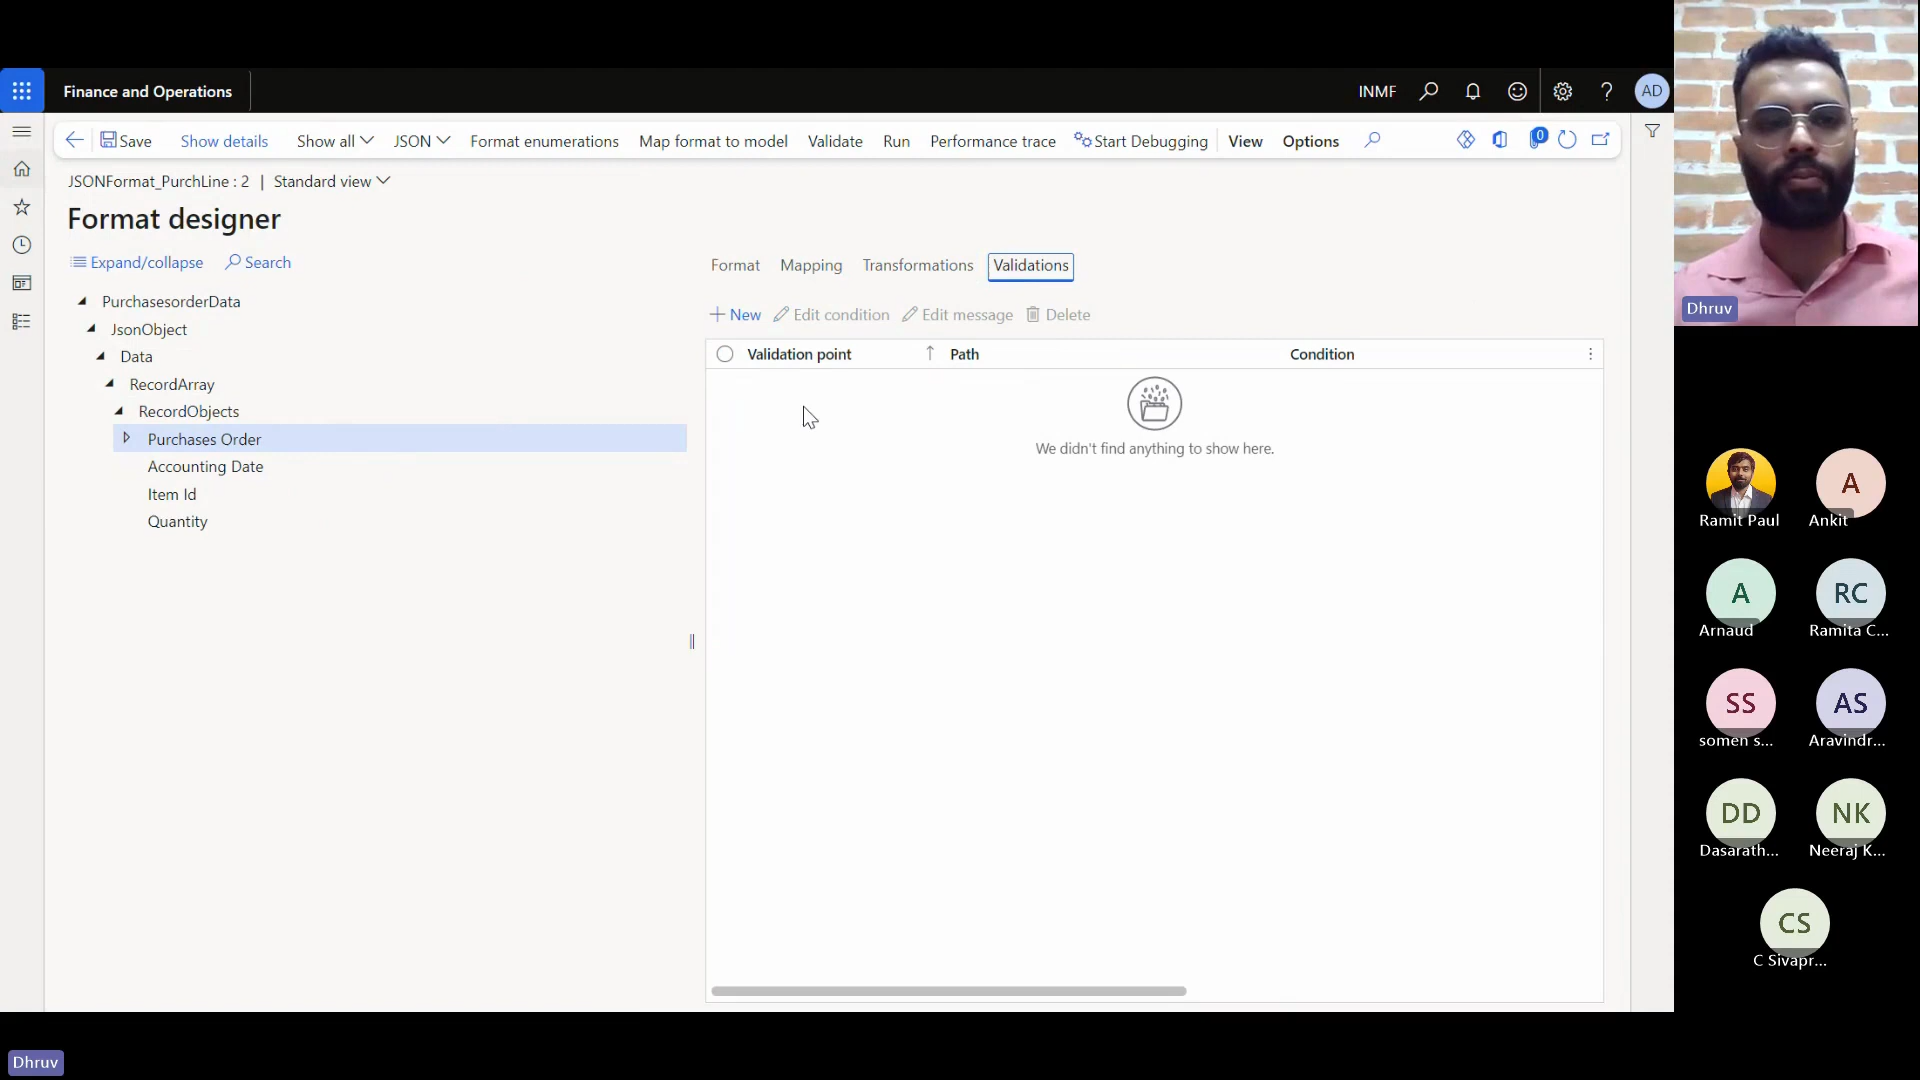 Finance and Operations
INMF
AD
Save
Show details
Show all
JSON
Format enumerations
Map format to model
Validate
Run
Performance trace
Start Debugging
View
Options
0
JSONFormat_PurchLine : 2 | Standard view
Format designer
Expand/collapse
Search
PurchasesorderData
JsonObject
Data
RecordArray
RecordObjects
Purchases Order
Accounting Date
Item Id
Quantity
Format
Mapping
Transformations
Validations
New
Edit condition
Edit message
Delete
Validation point
Path
Condition
We didn't find anything to show here.
Dhruv
Ramit Paul
A
Ankit
A
Arnaud
RC
Ramita C...
SS
somen s...
AS
Aravindr...
DD
Dasarath...
NK
Neeraj K...
CS
C Sivapr...
Dhruv